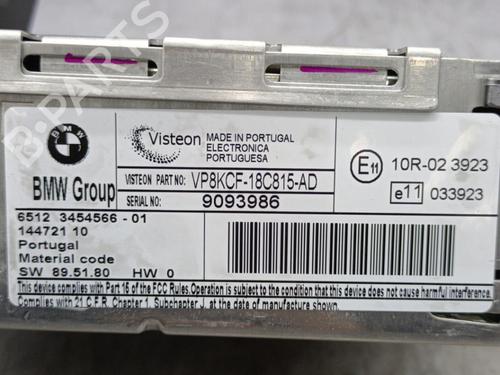 BMW
BMW Group
Visteon
MADE IN PORTUGAL
ELECTRONICA
PORTUGUESA
VISTEON PART NO: VP8KCF-18C815-AD
SERIAL NO: 9093986
E11 10R-02 3923
e11 033923
6512 3454566 - 01
144721 10
Portugal
Material code
SW 89.51.80 HW 0
This device complies with Part 16 of the FCC Rules. Operation is subject to the condition that this device does not cause harmful interference.
Complies with 21 C.F.R. Chapter 1, Subchapter J, at the date of manufacture shown.
B-PARTS